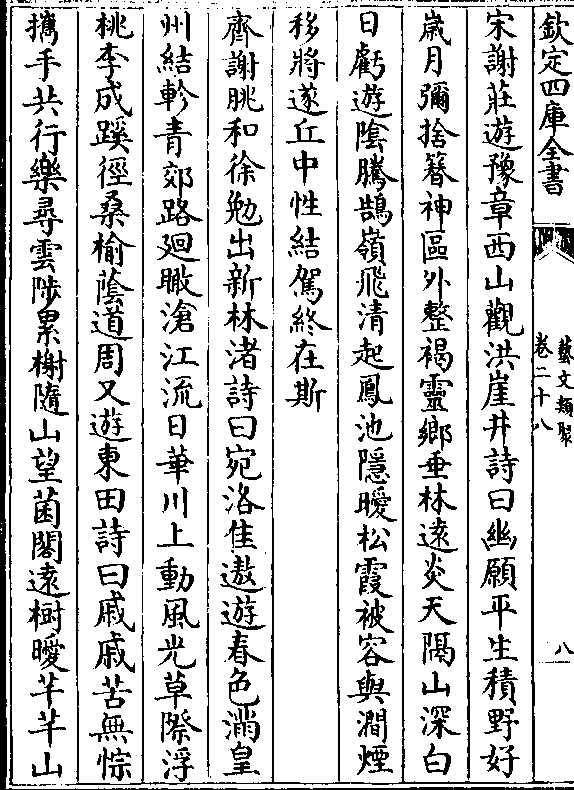 欽定四庫全書
藝文類聚
卷二十八
八
宋謝莊遊豫章西山觀洪崖井詩曰幽願平生積野好
歲月彌捨簪神區外整褐靈鄉垂林遠炎天隔山深白
日虧遊陰騰鵠嶺飛清起鳳池隱曖松霞被容與澗煙
移將遂丘中性結駕終在斯
齊謝朓和徐勉出新林渚詩曰宛洛佳遨遊春色滿皇
州結軫青郊路迴瞰滄江流日華川上動風光草際浮
桃李成蹊徑桑榆蔭道周又遊東田詩曰戚戚苦無悰
攜手共行樂尋雲陟累榭隨山望菌閣遠樹曖芊芊山